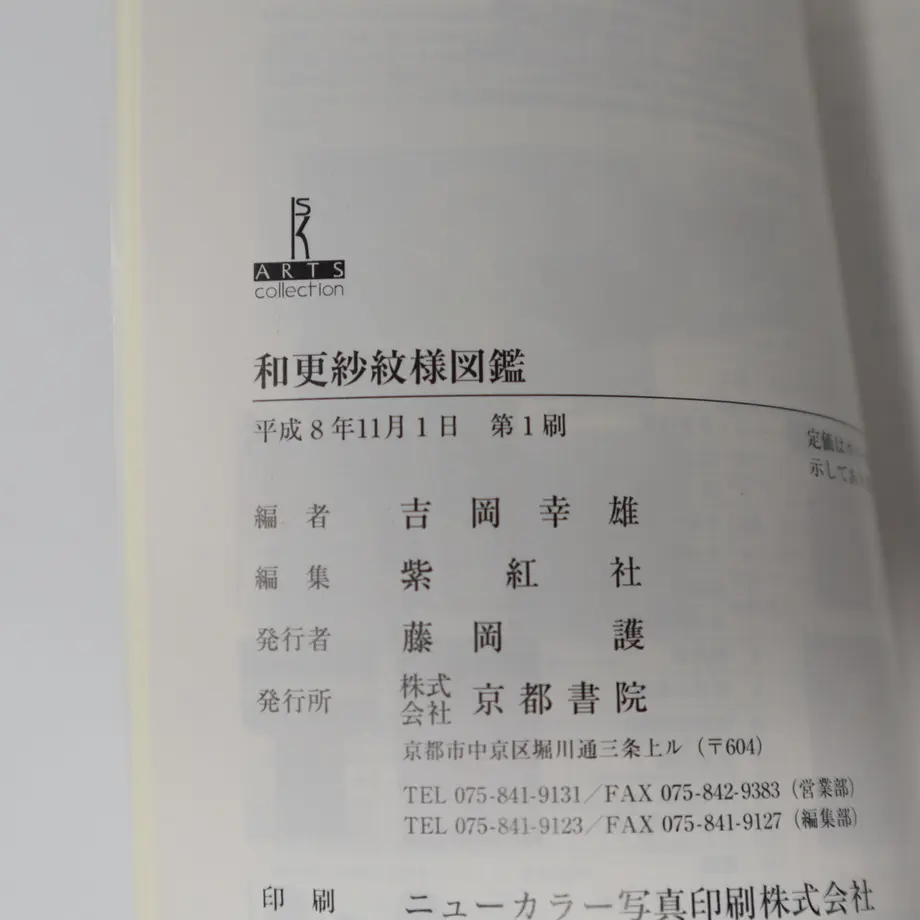 SK
ARTS
collection
和更紗紋様図鑑
平成8年11月1日 第1刷
定価は
示してあ
編者 吉岡幸雄
編集 紫紅社
発行者 藤岡護
発行所 株式会社 京都書院
京都市中京区堀川通三条上ル（〒604）
TEL 075-841-9131／FAX 075-842-9383（営業部）
TEL 075-841-9123／FAX 075-841-9127（編集部）
印刷 ニューカラー写真印刷株式会社